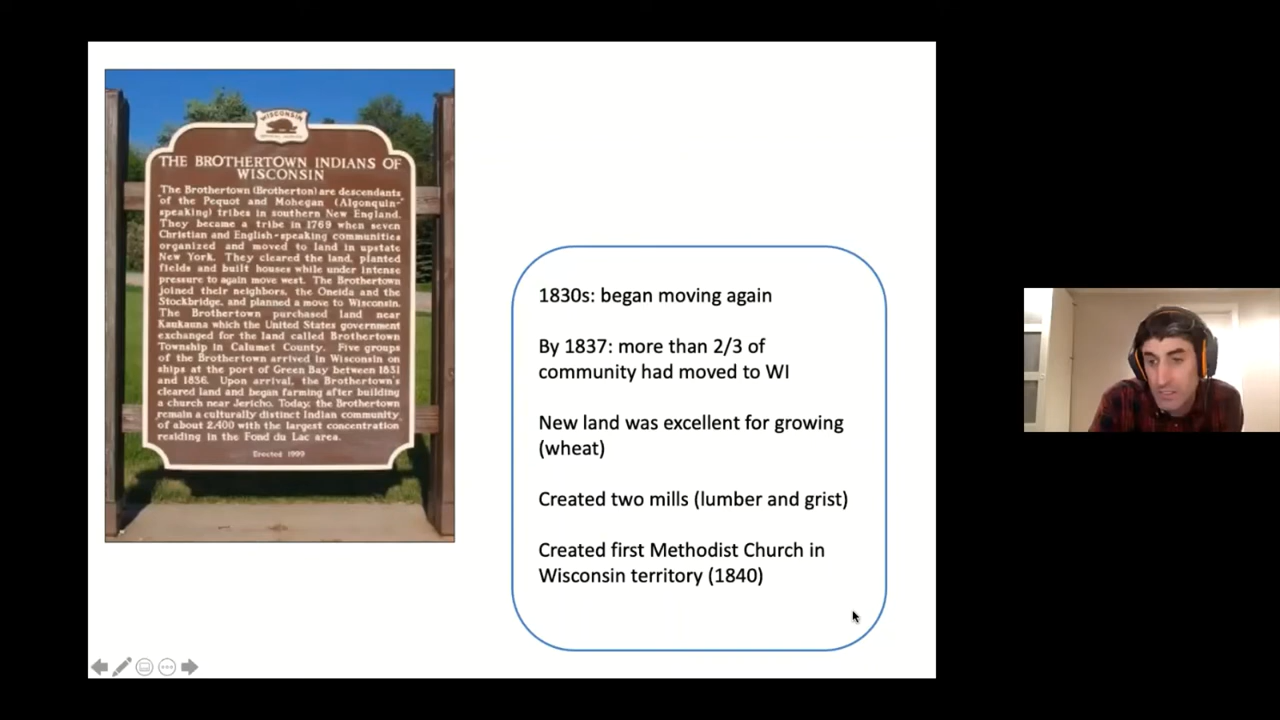 WISCONSIN
THE BROTHERTOWN INDIANS OF
WISCONSIN
The Brothertown (Brotherton) are descendants
of the Pequot and Mohegan (Algonquin-
speaking) tribes in southern New England.
They became a tribe in 1769 when seven
Christian and English-speaking communities
organized and moved to land in upstate
New York. They cleared the land, planted
fields and built houses while under intense
pressure to again move west. The Brothertown
joined their neighbors, the Oneida and the
Stockbridge, and planned a move to Wisconsin.
The Brothertown purchased land near
Kaukauna which the United States government
exchanged for the land called Brothertown
Township in Calumet County. Five groups
of the Brothertown arrived in Wisconsin on
ships at the port of Green Bay between 1831
and 1836. Upon arrival, the Brothertown's
cleared land and began farming after building
a church near Jericho. Today, the Brothertown
remain a culturally distinct Indian community
of about 2,400 with the largest concentration
residing in the Fond du Lac area.
Erected 1999
1830s: began moving again
By 1837: more than 2/3 of
community had moved to WI
New land was excellent for growing
(wheat)
Created two mills (lumber and grist)
Created first Methodist Church in
Wisconsin territory (1840)